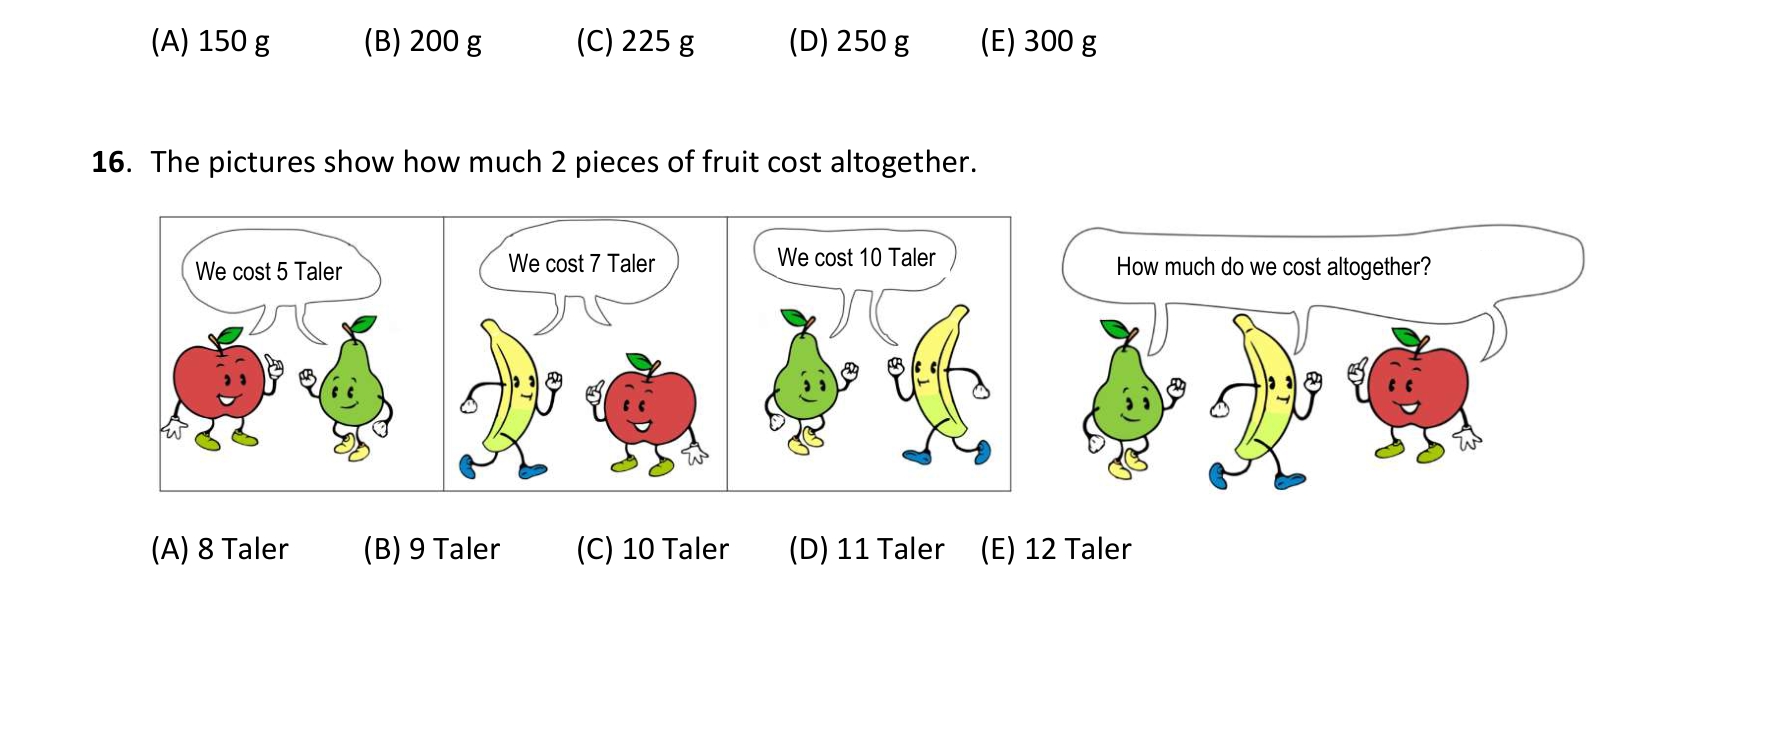 (A) 150 g (B) 200 g (C) 225 g (D) 250 g (E) 300 g
16. The pictures show how much 2 pieces of fruit cost altogether.
We cost 5 Taler
We cost 7 Taler
We cost 10 Taler
How much do we cost altogether?
(A) 8 Taler (B) 9 Taler (C) 10 Taler (D) 11 Taler (E) 12 Taler